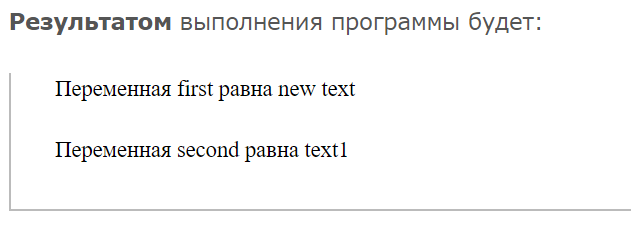 Результатом выполнения программы будет:
Переменная first равна new text
Переменная second равна text1